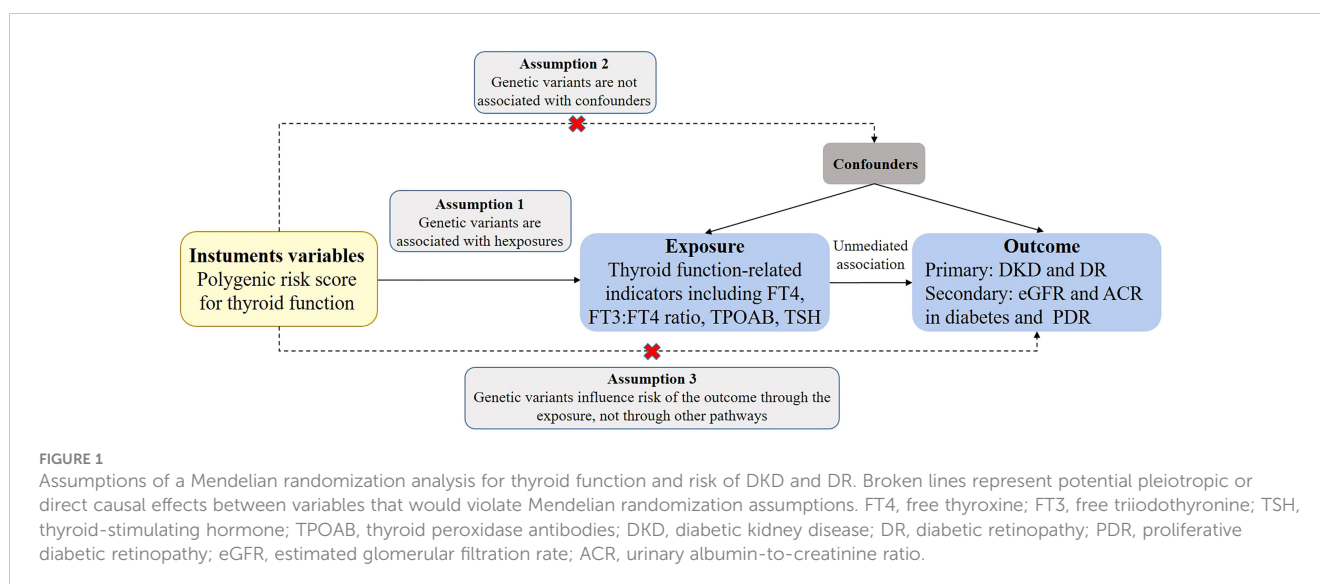 Assumption 2
Genetic variants are not
associated with confounders
Confounders
Assumption 1
Genetic variants are
associated with hexposures
Instuments variables
Polygenic risk score
for thyroid function
Exposure
Thyroid function-related
indicators including FT4,
FT3:FT4 ratio, TPOAB, TSH
Unmediated
association
Outcome
Primary: DKD and DR
Secondary: eGFR and ACR
in diabetes and PDR
Assumption 3
Genetic variants influence risk of the outcome through the
exposure, not through other pathways
FIGURE 1
Assumptions of a Mendelian randomization analysis for thyroid function and risk of DKD and DR. Broken lines represent potential pleiotropic or
direct causal effects between variables that would violate Mendelian randomization assumptions. FT4, free thyroxine; FT3, free triiodothyronine; TSH,
thyroid-stimulating hormone; TPOAB, thyroid peroxidase antibodies; DKD, diabetic kidney disease; DR, diabetic retinopathy; PDR, proliferative
diabetic retinopathy; eGFR, estimated glomerular filtration rate; ACR, urinary albumin-to-creatinine ratio.